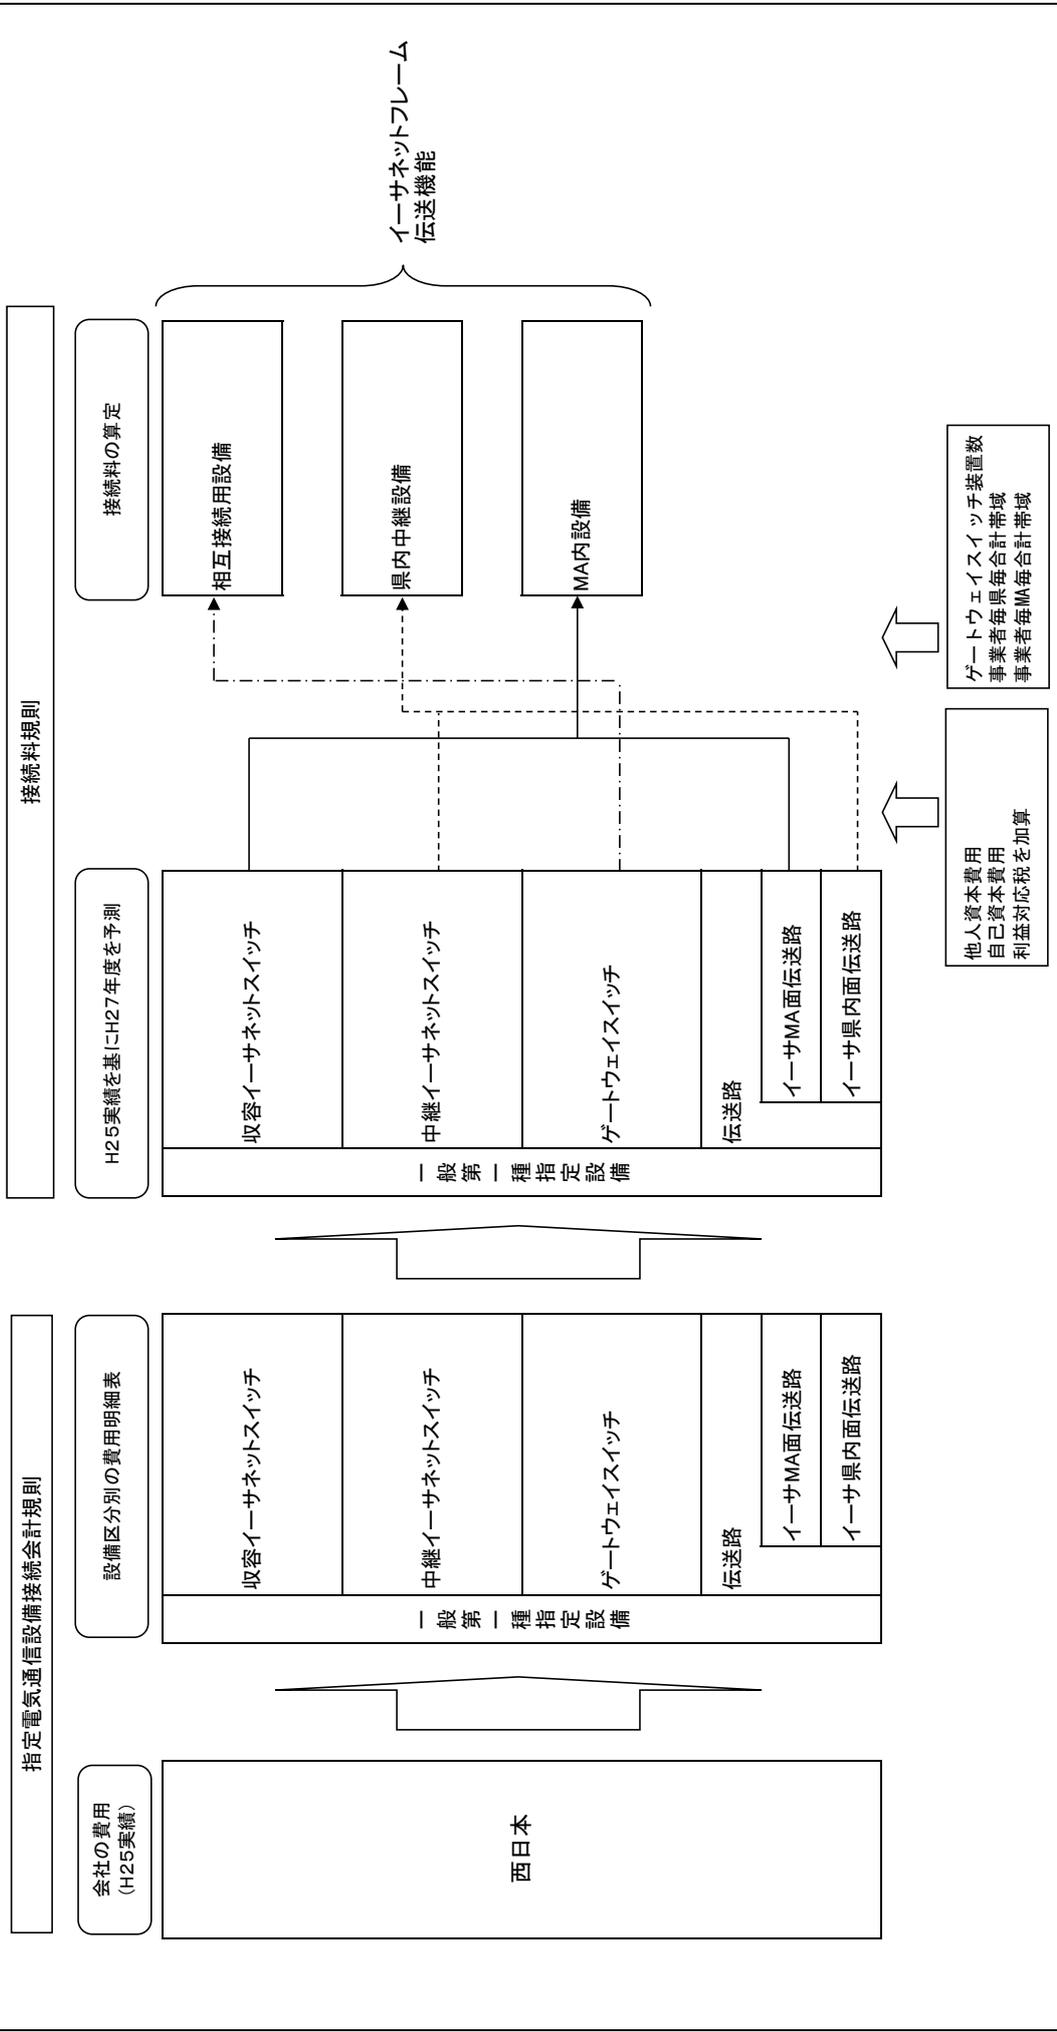 指定電気通信設備接続会計規則
接続料規則
会社の費用
（H25実績）
設備区分別の費用明細表
H25実績を基にH27年度を予測
接続料の算定
西日本
一般第一種指定設備
収容イーサネットスイッチ
中継イーサネットスイッチ
ゲートウェイスイッチ
伝送路
イーサMA面伝送路
イーサ県内面伝送路
一般第一種指定設備
収容イーサネットスイッチ
中継イーサネットスイッチ
ゲートウェイスイッチ
伝送路
イーサMA面伝送路
イーサ県内面伝送路
相互接続用設備
県内中継設備
MA内設備
イーサネットフレーム
伝送機能
他人資本費用
自己資本費用
利益対応税を加算
ゲートウェイスイッチ装置数
事業者毎県毎合計帯域
事業者毎MA毎合計帯域